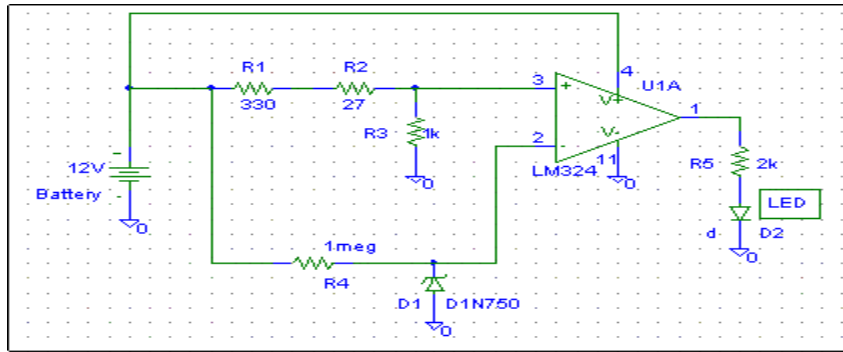 R1
330
R2
27
R3
1k
3
+
2
-
4
V+
V-
11
U1A
LM324
1
0
0
12V
-
Battery
-
0
R5
2k
LED
d
D2
0
1meg
R4
D1
D1N750
0